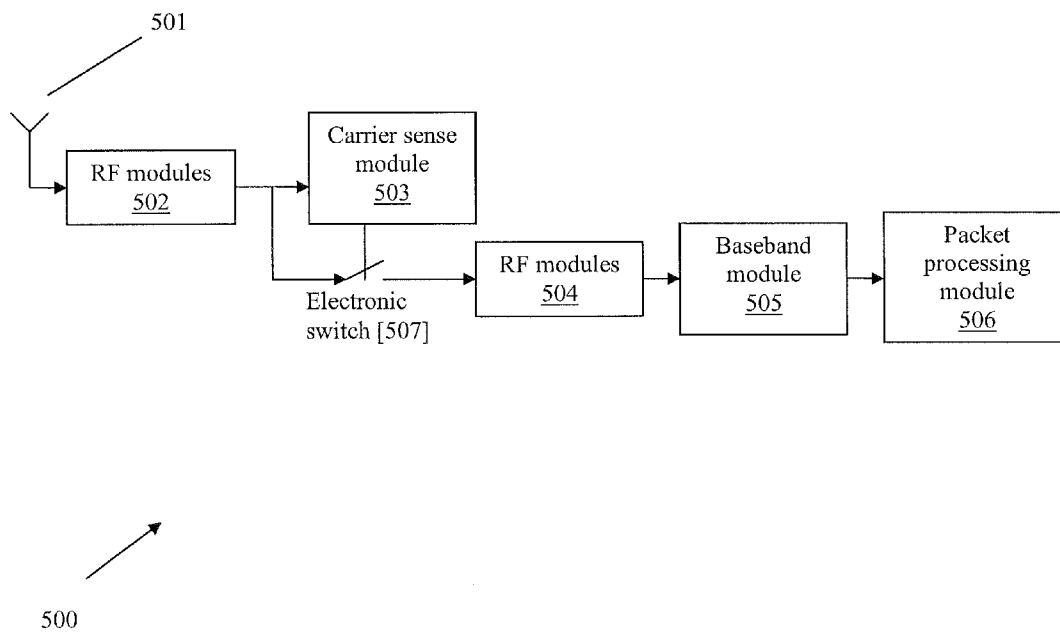 501
RF modules
502
Carrier sense
module
503
Electronic
switch [507]
RF modules
504
Baseband
module
505
Packet
processing
module
506
500